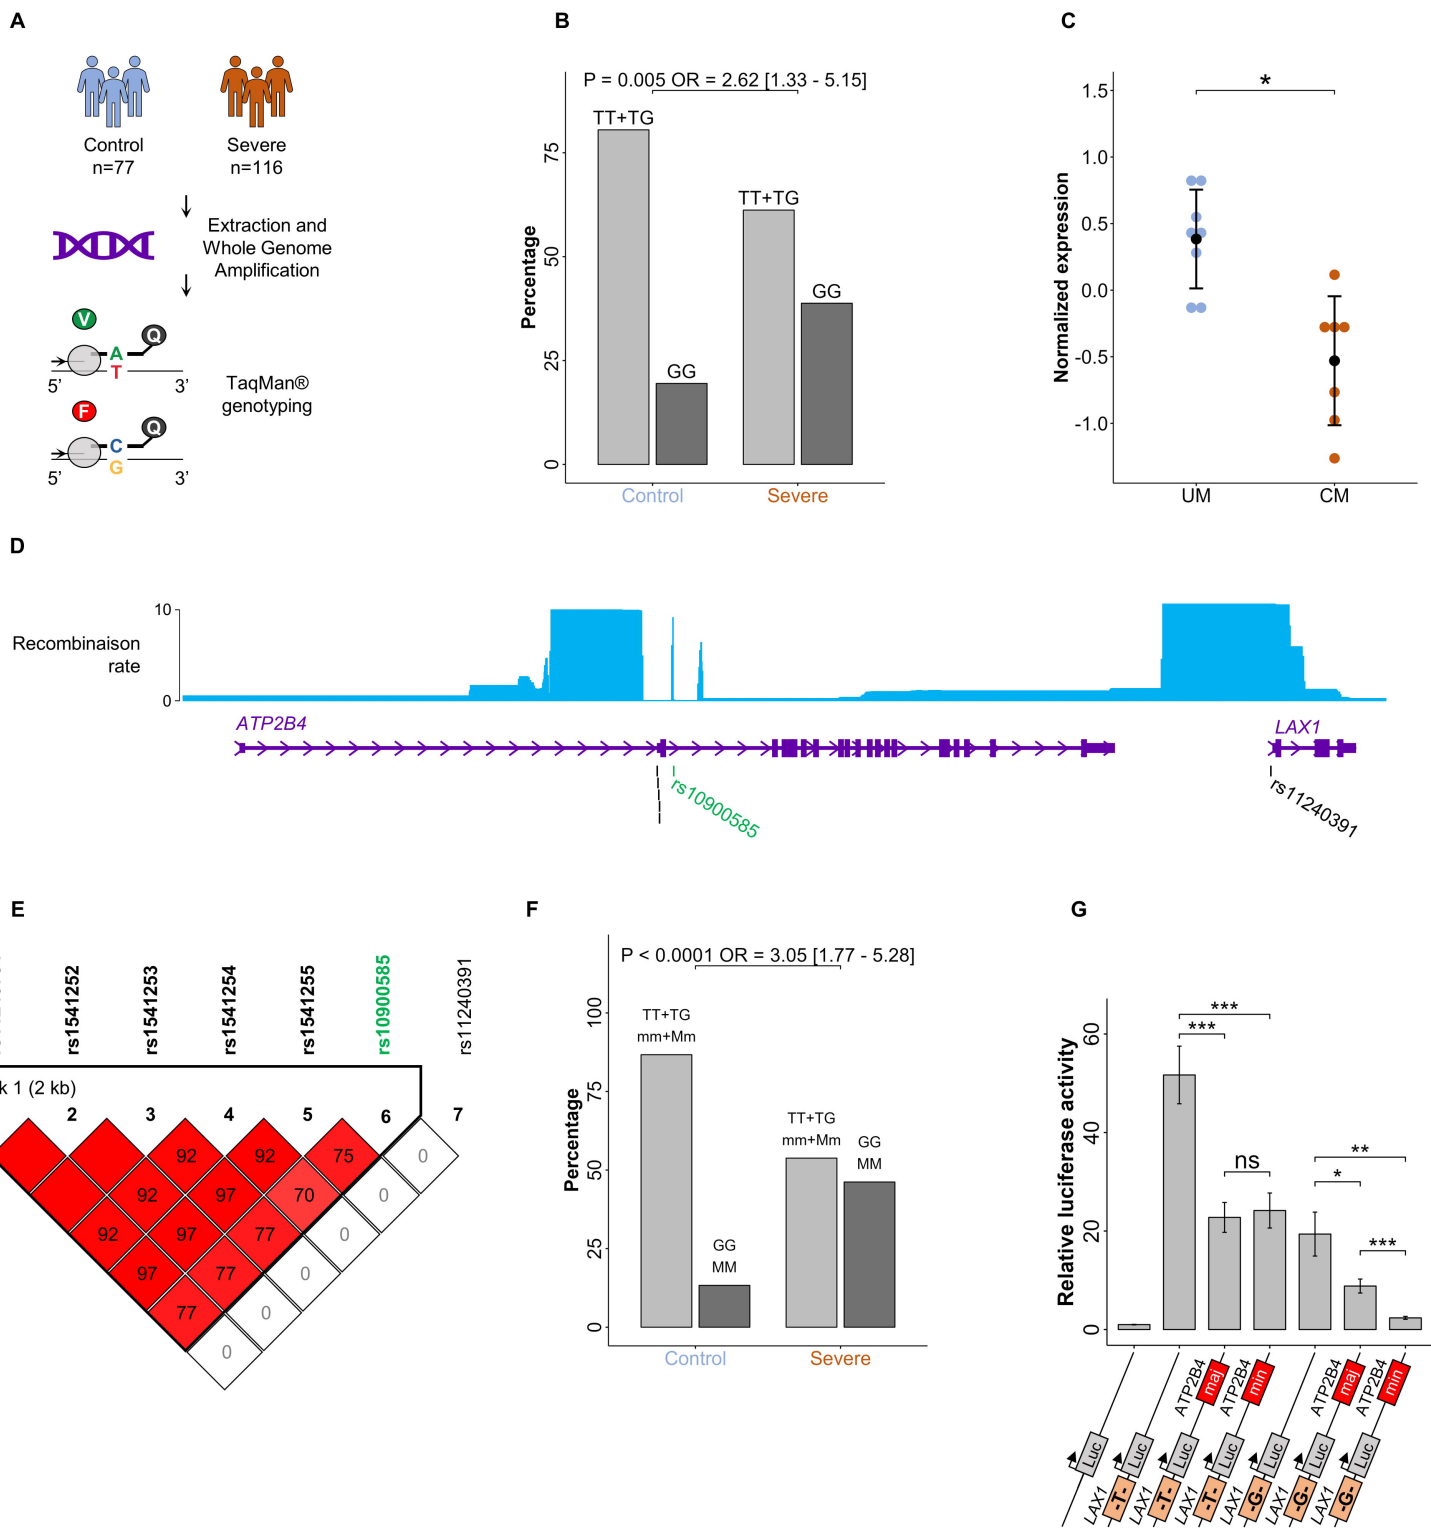 A
Control
n=77
Severe
n=116
Extraction and
Whole Genome
Amplification
V
Q
A
T
5’
3’
F
Q
C
G
5’
3’
TaqMan®
genotyping
B
P = 0.005 OR = 2.62 [1.33 - 5.15]
TT+TG
TT+TG
GG
GG
Percentage
75
50
25
0
Control
Severe
C
*
Normalized expression
1.5
1.0
0.5
0.0
-0.5
-1.0
UM
CM
D
Recombinaison
rate
10
0
ATP2B4
LAX1
rs10900585
rs11240391
E
rs1541252
rs1541253
rs1541254
rs1541255
rs10900585
rs11240391
k 1 (2 kb)
2
3
4
5
6
7
92
92
75
0
92
97
70
0
92
97
77
0
97
77
0
77
0
0
F
P < 0.0001 OR = 3.05 [1.77 - 5.28]
TT+TG
mm+Mm
TT+TG
mm+Mm
GG
MM
GG
MM
Percentage
100
75
50
25
0
Control
Severe
G
Relative luciferase activity
60
40
20
0
***
***
ns
**
*
***
ATP2B4 maj
ATP2B4 min
ATP2B4 maj
ATP2B4 min
Luc
Luc
Luc
Luc
Luc
Luc
Luc
LAX1 -T-
LAX1 -T-
LAX1 -T-
LAX1 -G-
LAX1 -G-
LAX1 -G-